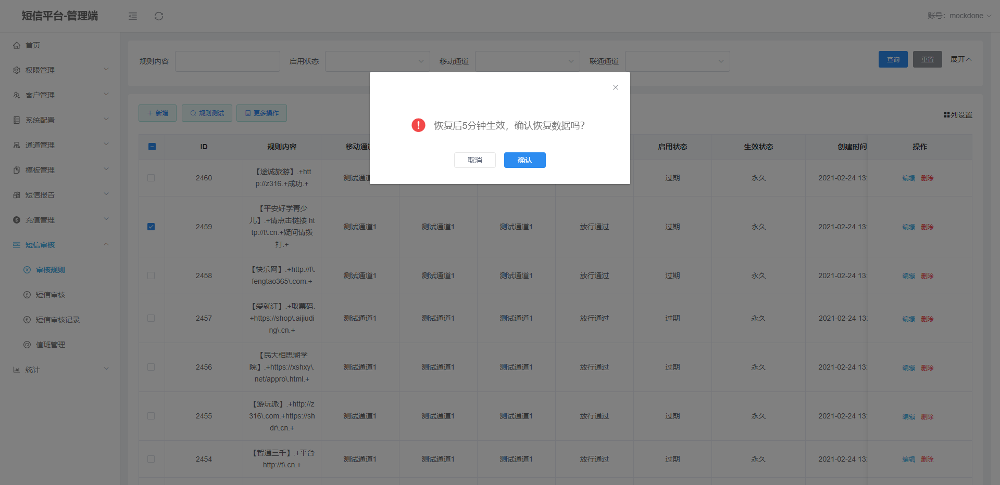 短信平台-管理端
账号：mockdone
首页
权限管理
客户管理
系统配置
通道管理
模板管理
短信报告
充值管理
短信审核
审核规则
短信审核
短信审核记录
值班管理
统计
规则内容
启用状态
移动通道
联通通道
查询
重置
展开
新增
规则测试
更多操作
列设置
恢复后5分钟生效，确认恢复数据吗？
取消
确认
ID
规则内容
移动通道
启用状态
生效状态
创建时间
操作
2460
【途诚旅游】.+htt
p://z316.+成功.+
测试通道
过期
永久
2021-02-24 13:
编辑
删除
2459
【平安好学青少
儿】.+请点击链接 htt
tp://t\.cn.+疑问请拨
打.+
测试通道1
测试通道1
测试通道1
放行通过
过期
永久
2021-02-24 13:
编辑
删除
2458
【快乐网】.+http://f\.
fengtao365\.com.+
测试通道1
测试通道1
测试通道1
放行通过
过期
永久
2021-02-24 13:
编辑
删除
2457
【爱就订】.+取票码.
+https://shop\.aijiudi
ng\.cn.+
测试通道1
测试通道1
测试通道1
放行通过
过期
永久
2021-02-24 13:
编辑
删除
2456
【民大相思湖学
院】.+https://xshxy\.
net/appro\.html.+
测试通道1
测试通道1
测试通道1
放行通过
过期
永久
2021-02-24 13:
编辑
删除
2455
【游玩派】.+http://z
316\.com.+https://sh
dr\.cn.+
测试通道1
测试通道1
测试通道1
放行通过
过期
永久
2021-02-24 13:
编辑
删除
2454
【智通三千】.+平台
http://t\.cn.+
测试通道1
测试通道1
测试通道1
放行通过
过期
永久
2021-02-24 13:
编辑
删除